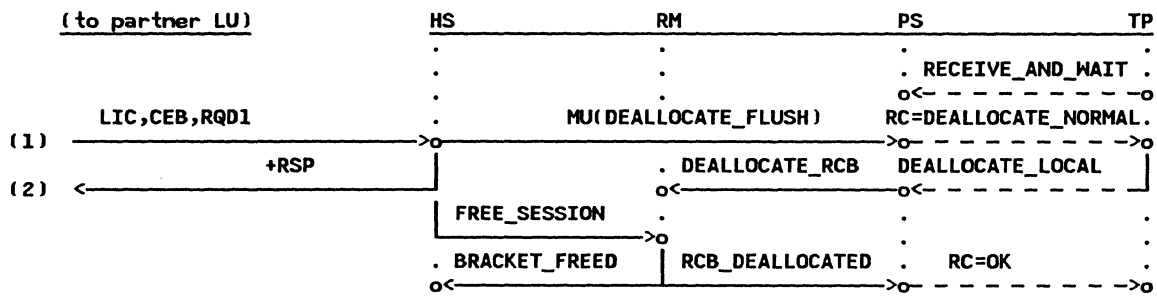 (to partner LU) HS RM PS TP
RECEIVE_AND_WAIT
LIC,CEB,RQD1 MU(DEALLOCATE_FLUSH) RC=DEALLOCATE_NORMAL
(1)
+RSP DEALLOCATE_RCB DEALLOCATE_LOCAL
(2)
FREE_SESSION
BRACKET_FREED RCB_DEALLOCATED RC=OK